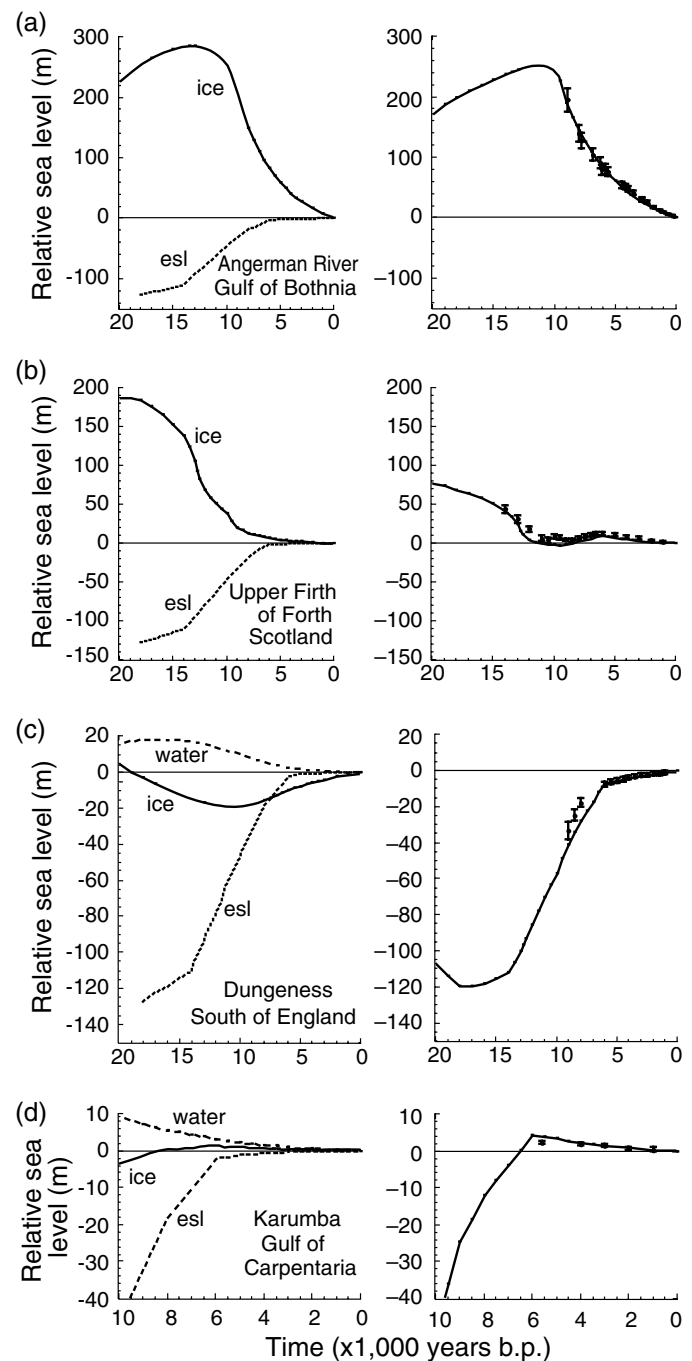 (a)
Relative sea level (m)
300
200
100
0
-100
ice
esl
Angerman River
Gulf of Bothnia
20 15 10 5 0
300
200
100
0
-100
20 15 10 5 0
(b)
Relative sea level (m)
200
150
100
50
0
-50
-100
-150
ice
esl
Upper Firth
of Forth
Scotland
20 15 10 5 0
200
150
100
50
0
−50
−100
−150
20 15 10 5 0
(c)
Relative sea level (m)
20
0
-20
-40
-60
-80
-100
-120
-140
water
ice
esl
Dungeness
South of England
20 15 10 5 0
20
0
−20
−40
−60
−80
−100
−120
−140
20 15 10 5 0
(d)
Relative sea
level (m)
10
0
-10
-20
-30
-40
water
ice
esl
Karumba
Gulf of
Carpentaria
10 8 6 4 2 0
10
0
−10
−20
−30
−40
10 8 6 4 2 0
Time (x1,000 years b.p.)